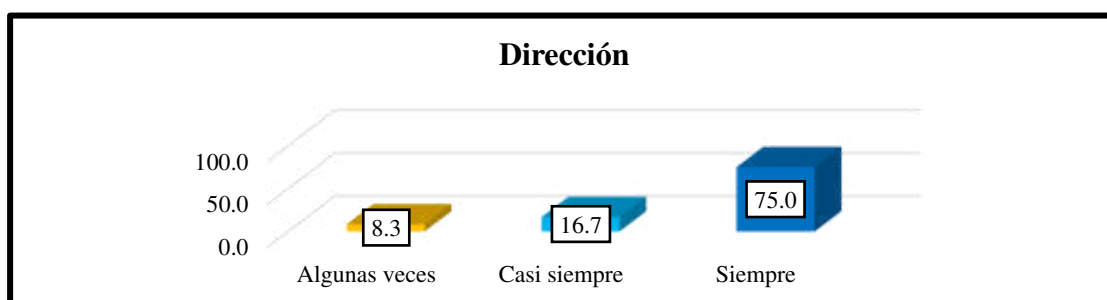 Dirección
100.0
50.0
0.0
8.3
16.7
75.0
Algunas veces
Casi siempre
Siempre